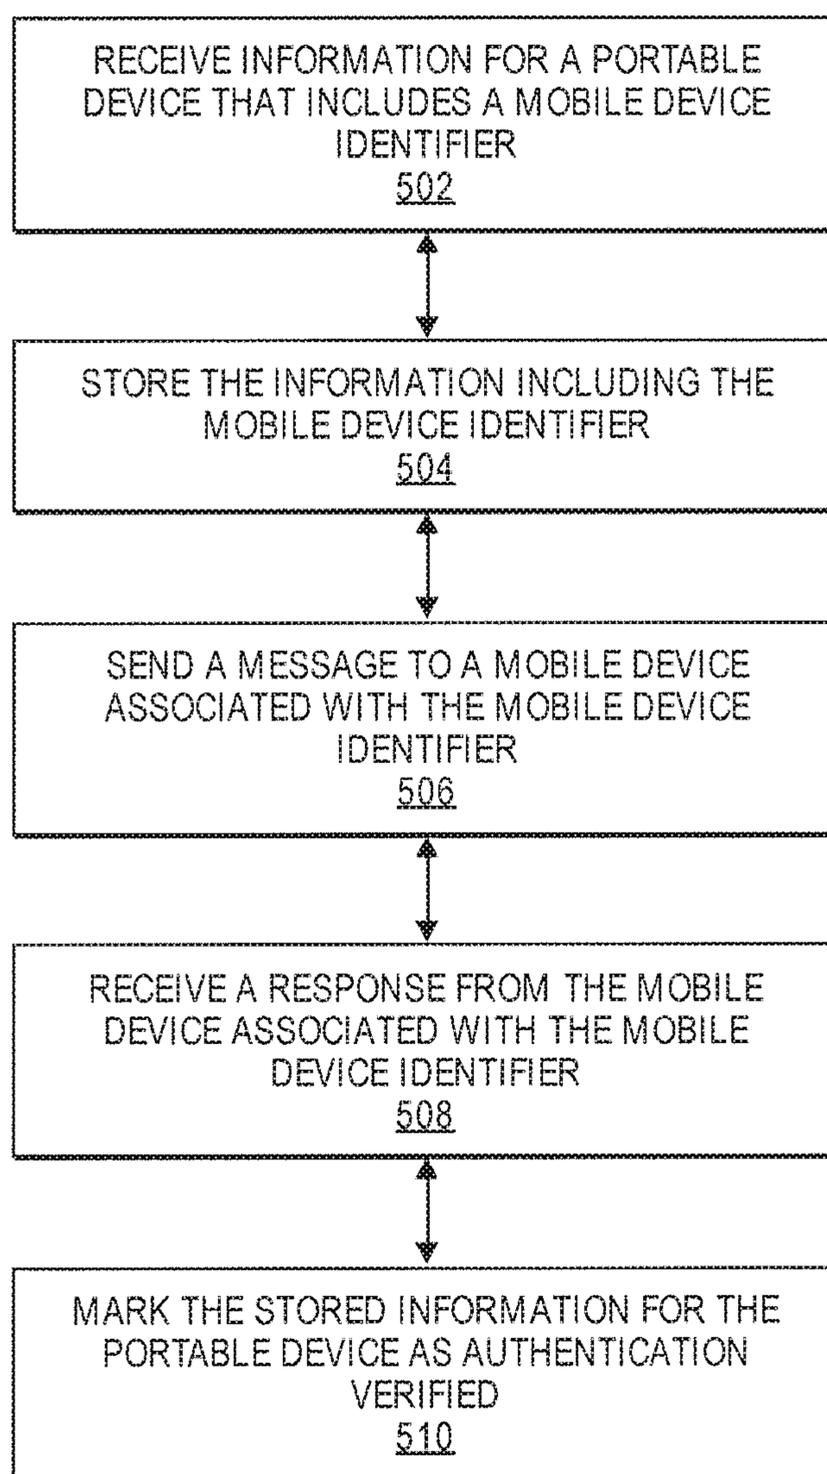 RECEIVE INFORMATION FOR A PORTABLE
DEVICE THAT INCLUDES A MOBILE DEVICE
IDENTIFIER
502
STORE THE INFORMATION INCLUDING THE
MOBILE DEVICE IDENTIFIER
504
SEND A MESSAGE TO A MOBILE DEVICE
ASSOCIATED WITH THE MOBILE DEVICE
IDENTIFIER
506
RECEIVE A RESPONSE FROM THE MOBILE
DEVICE ASSOCIATED WITH THE MOBILE
DEVICE IDENTIFIER
508
MARK THE STORED INFORMATION FOR THE
PORTABLE DEVICE AS AUTHENTICATION
VERIFIED
510